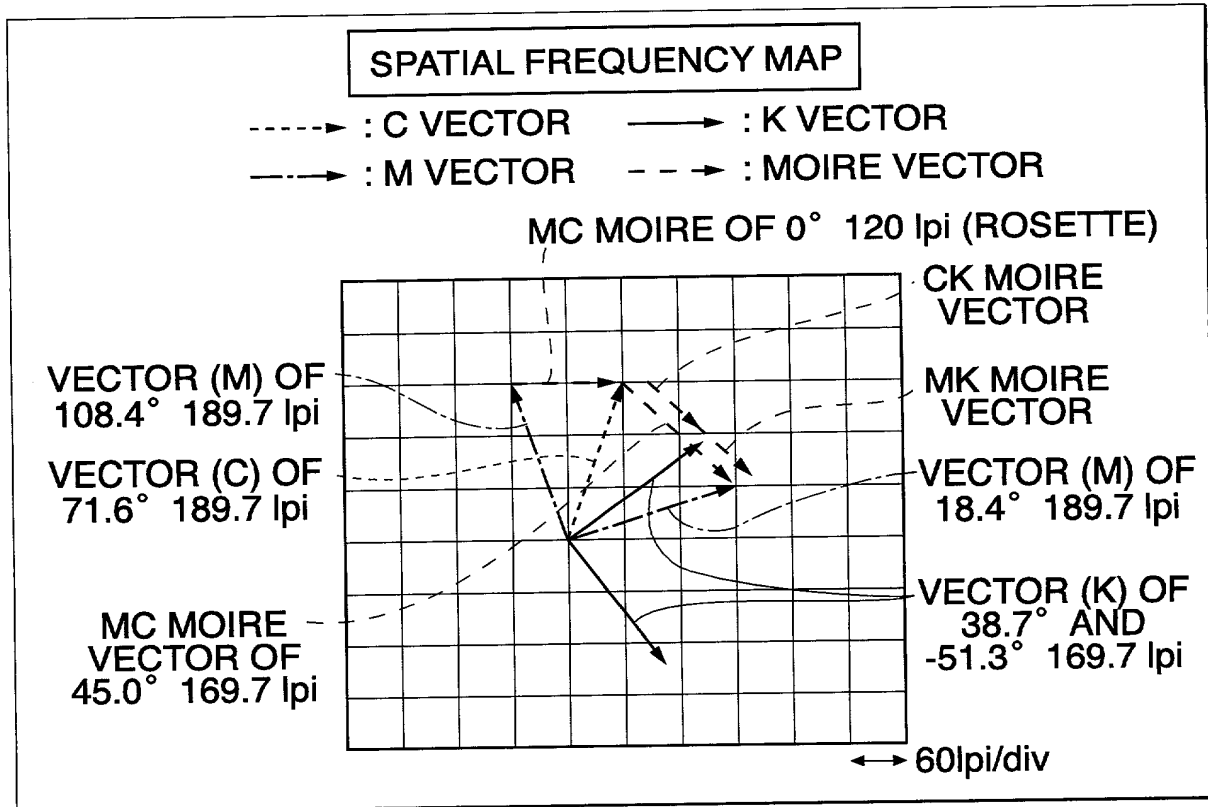 SPATIAL FREQUENCY MAP
: C VECTOR
: K VECTOR
: M VECTOR
: MOIRE VECTOR
MC MOIRE OF 0° 120 lpi (ROSETTE)
CK MOIRE
VECTOR
VECTOR (M) OF
108.4° 189.7 lpi
MK MOIRE
VECTOR
VECTOR (C) OF
71.6° 189.7 lpi
VECTOR (M) OF
18.4° 189.7 lpi
MC MOIRE
VECTOR OF
45.0° 169.7 lpi
VECTOR (K) OF
38.7° AND
-51.3° 169.7 lpi
60lpi/div